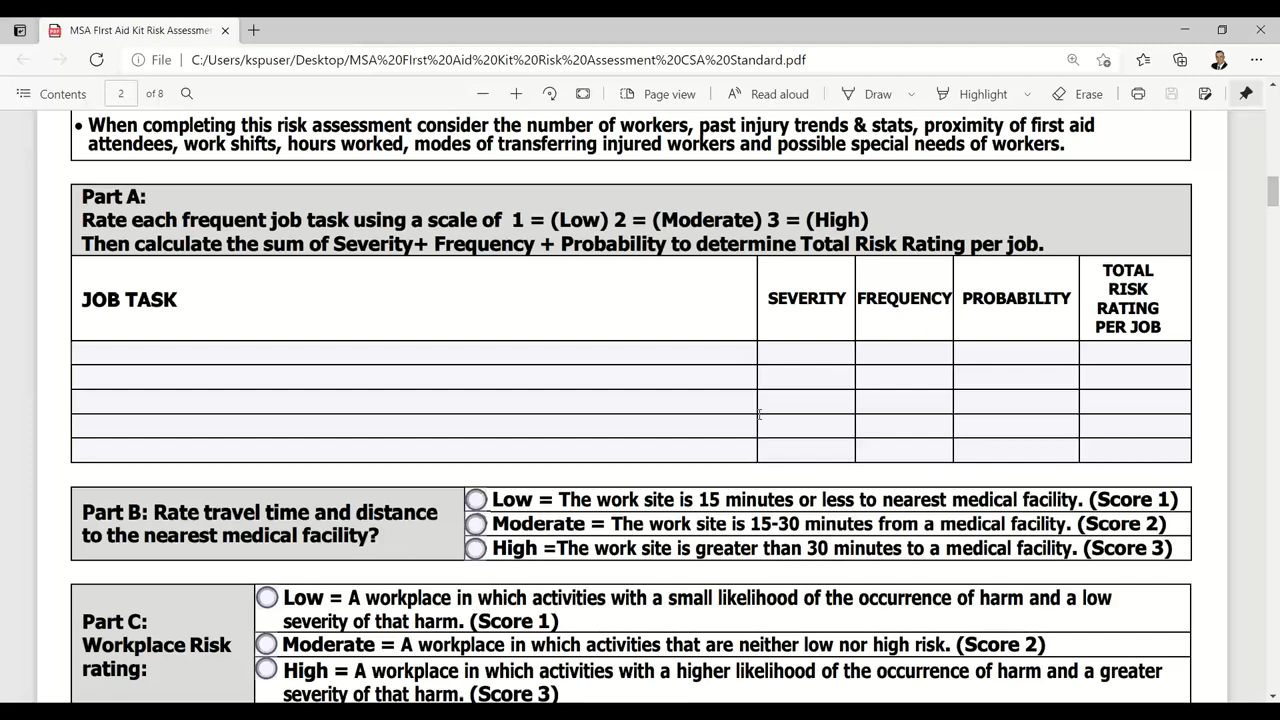 MSA FIrst Aid Kit Risk Assessme
File
C:/Users/kspuser/Desktop/MSA%20FIrst%20Aid%20Kit%20Risk%20Assessment%20CSA%20Standard.pdf
Contents
2
of 8
Page view
Read aloud
Draw
Highlight
Erase
• When completing this risk assessment consider the number of workers, past injury trends & stats, proximity of first aid
attendees, work shifts, hours worked, modes of transferring injured workers and possible special needs of workers.
Part A:
Rate each frequent job task using a scale of 1 = (Low) 2 = (Moderate) 3 = (High)
Then calculate the sum of Severity+ Frequency + Probability to determine Total Risk Rating per job.
JOB TASK
SEVERITY
FREQUENCY
PROBABILITY
TOTAL
RISK
RATING
PER JOB
Part B: Rate travel time and distance
to the nearest medical facility?
Low = The work site is 15 minutes or less to nearest medical facility. (Score 1)
Moderate = The work site is 15-30 minutes from a medical facility. (Score 2)
High =The work site is greater than 30 minutes to a medical facility. (Score 3)
Part C:
Workplace Risk
rating:
Low = A workplace in which activities with a small likelihood of the occurrence of harm and a low
severity of that harm. (Score 1)
Moderate = A workplace in which activities that are neither low nor high risk. (Score 2)
High = A workplace in which activities with a higher likelihood of the occurrence of harm and a greater
severity of that harm. (Score 3)